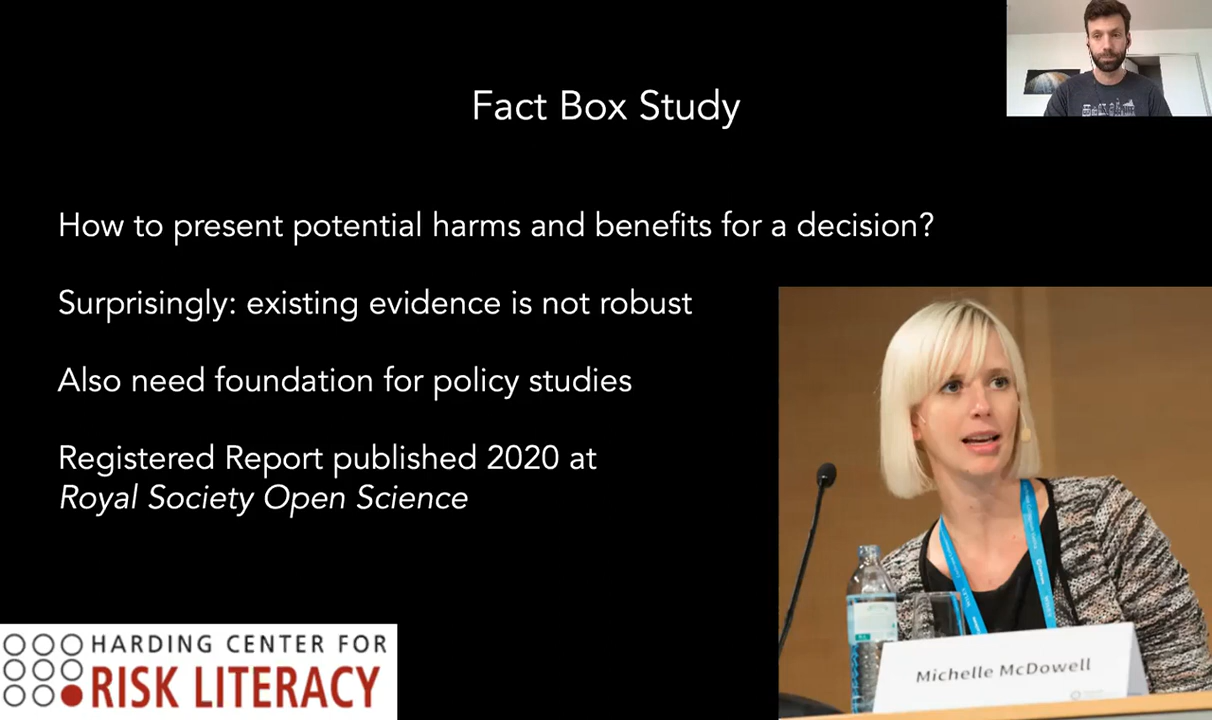 Fact Box Study
How to present potential harms and benefits for a decision?
Surprisingly: existing evidence is not robust
Also need foundation for policy studies
Registered Report published 2020 at
Royal Society Open Science
HARDING CENTER FOR
RISK LITERACY
Michelle McDowell